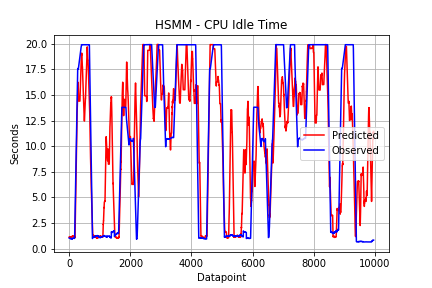 HSMM - CPU Idle Time
20.0
17.5
15.0
12.5
10.0
7.5
5.0
2.5
0.0
Seconds
Predicted
Observed
0 2000 4000 6000 8000 10000
Datapoint